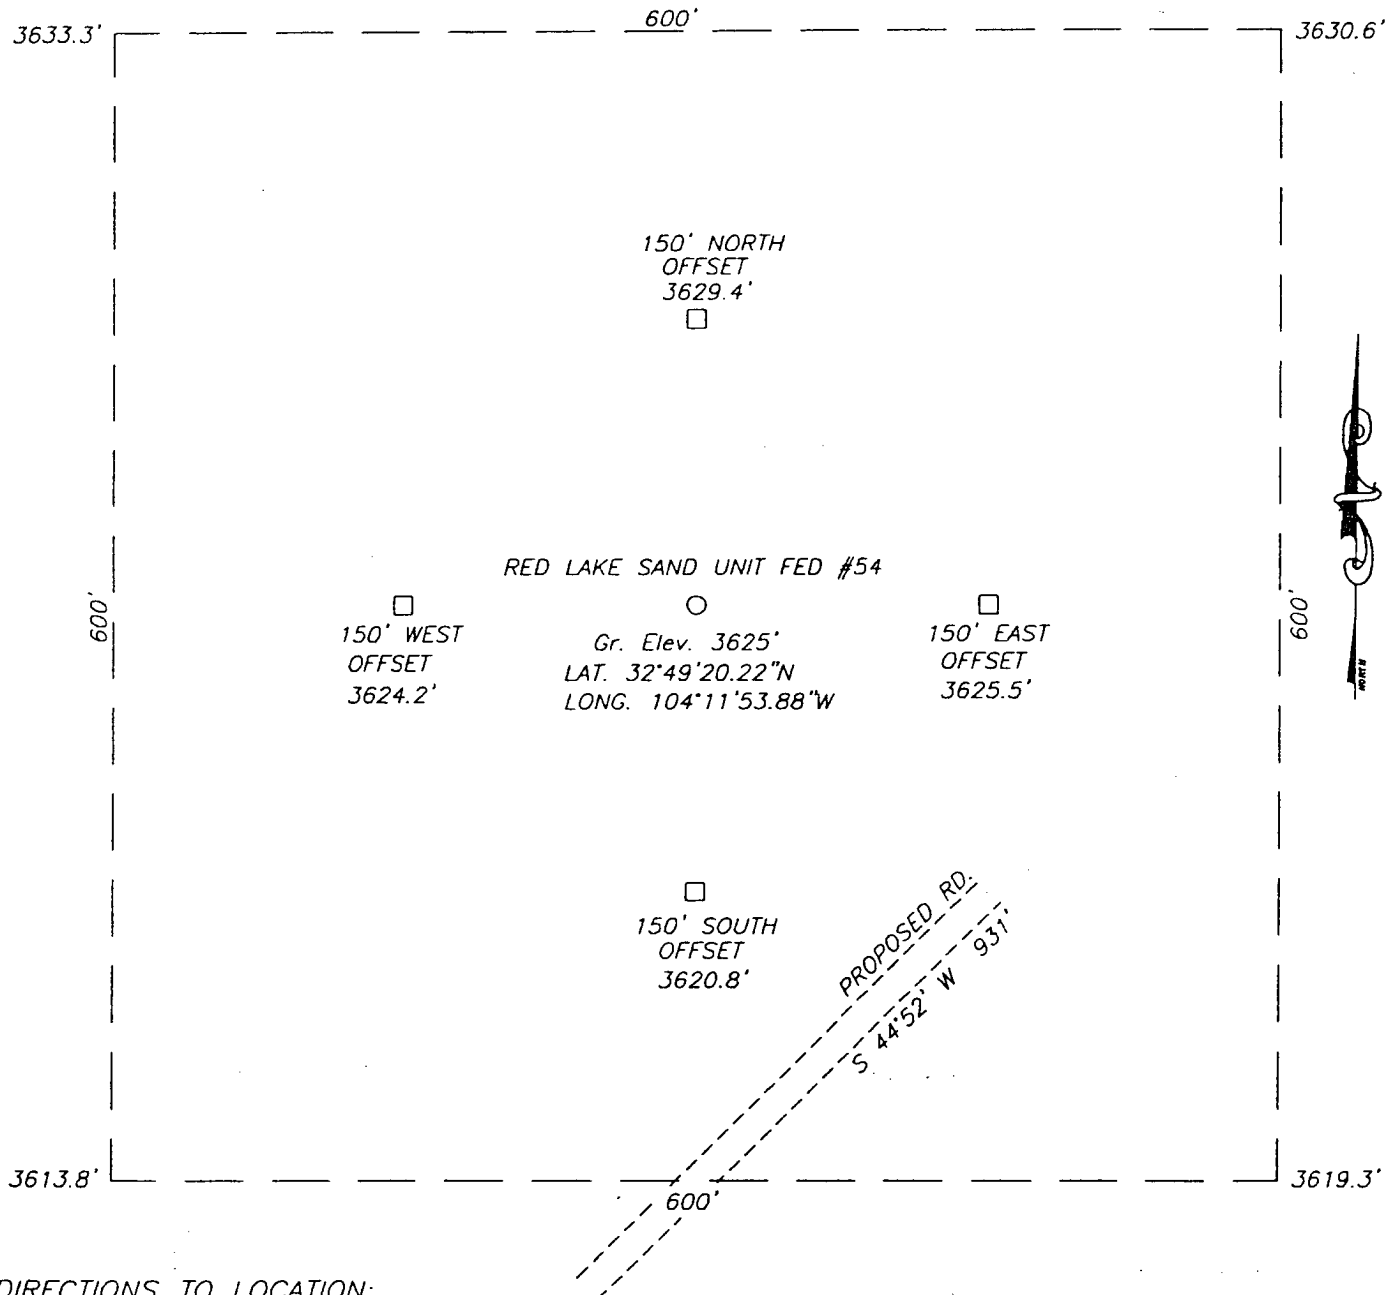 600'
3633.3'
3630.6'
150' NORTH
OFFSET
3629.4'
RED LAKE SAND UNIT FED #54
600'
600'
150' WEST
OFFSET
3624.2'
Gr. Elev. 3625'
LAT. 32°49'20.22"N
LONG. 104°11'53.88"W
150' EAST
OFFSET
3625.5'
NORTH
150' SOUTH
OFFSET
3620.8'
PROPOSED RD.
S 44°52' W 931'
3613.8'
3619.3'
600'
DIRECTIONS TO LOCATION: